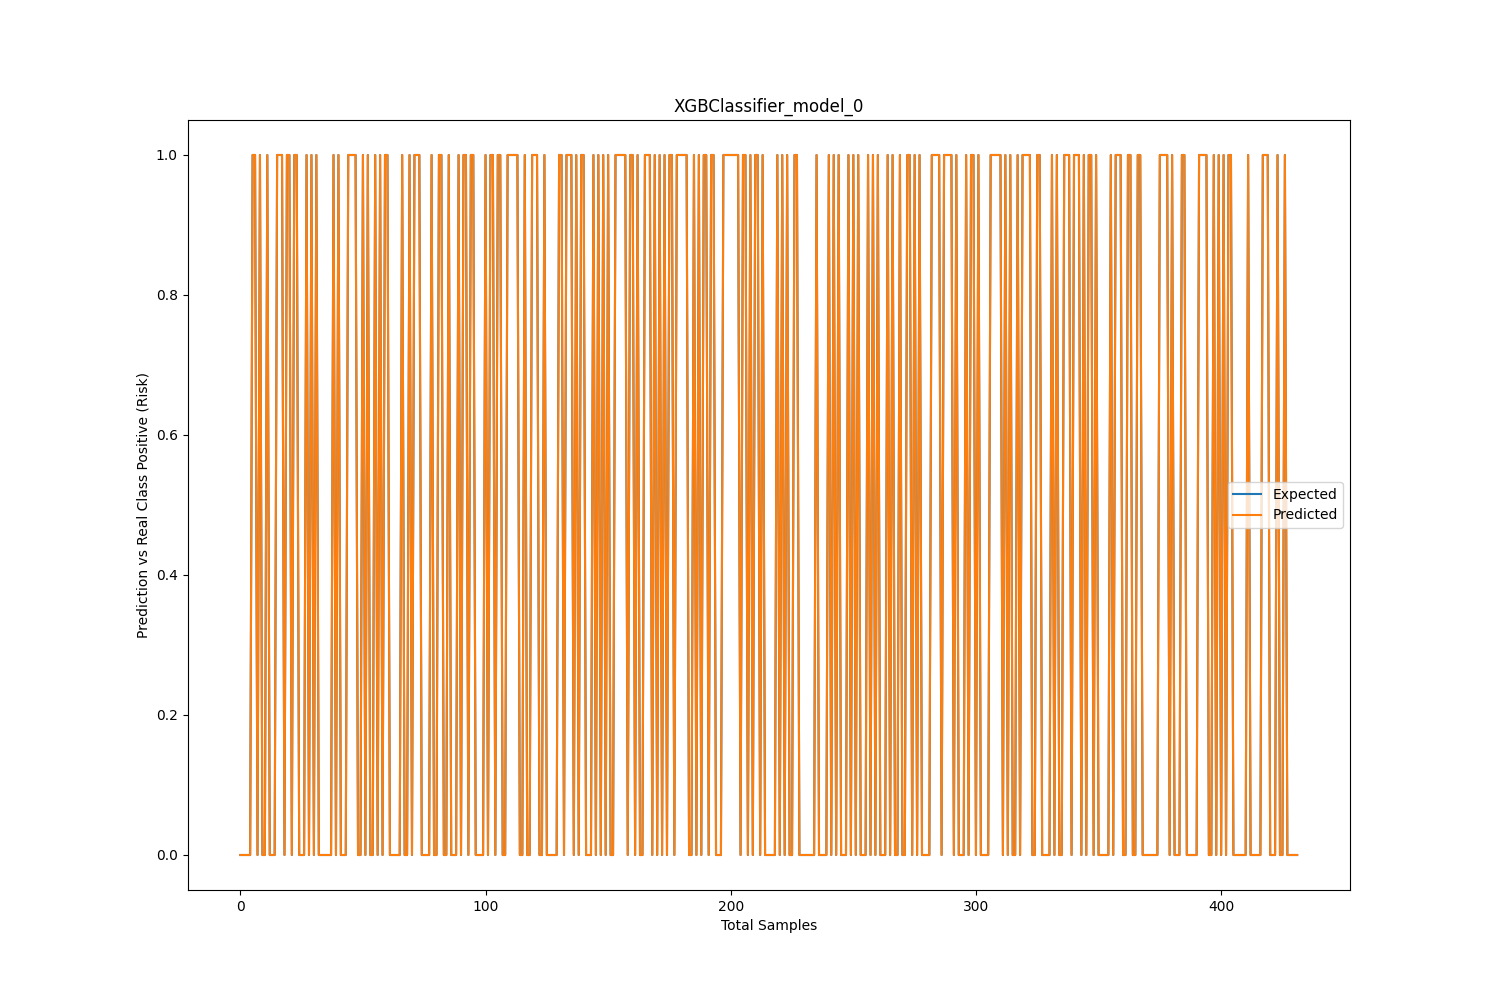 XGBClassifier_model_0
Prediction vs Real Class Positive (Risk)
1.0
0.8
0.6
0.4
0.2
0.0
Expected
Predicted
0 100 200 300 400
Total Samples